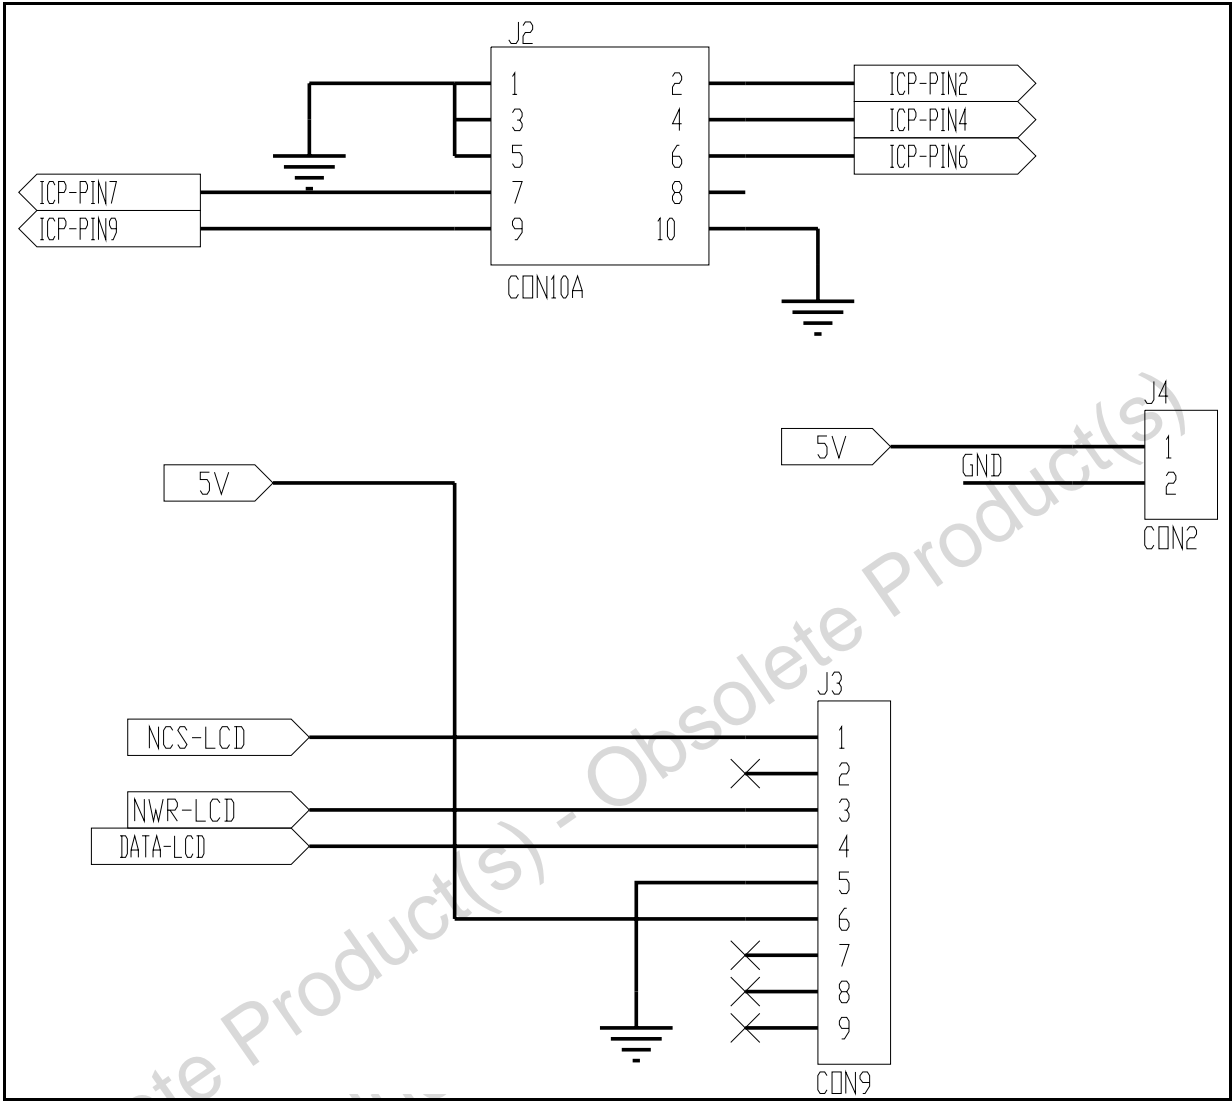 J2
1 2 ICP-PIN2
3 4 ICP-PIN4
5 6 ICP-PIN6
ICP-PIN7 7 8
ICP-PIN9 9 10
CON10A
J4
5V 1
GND 2
CON2
5V
J3
NCS-LCD 1
2
NWR-LCD 3
DATA-LCD 4
5
6
7
8
9
CON9
ete Product(s) - Obsolete Product(s)